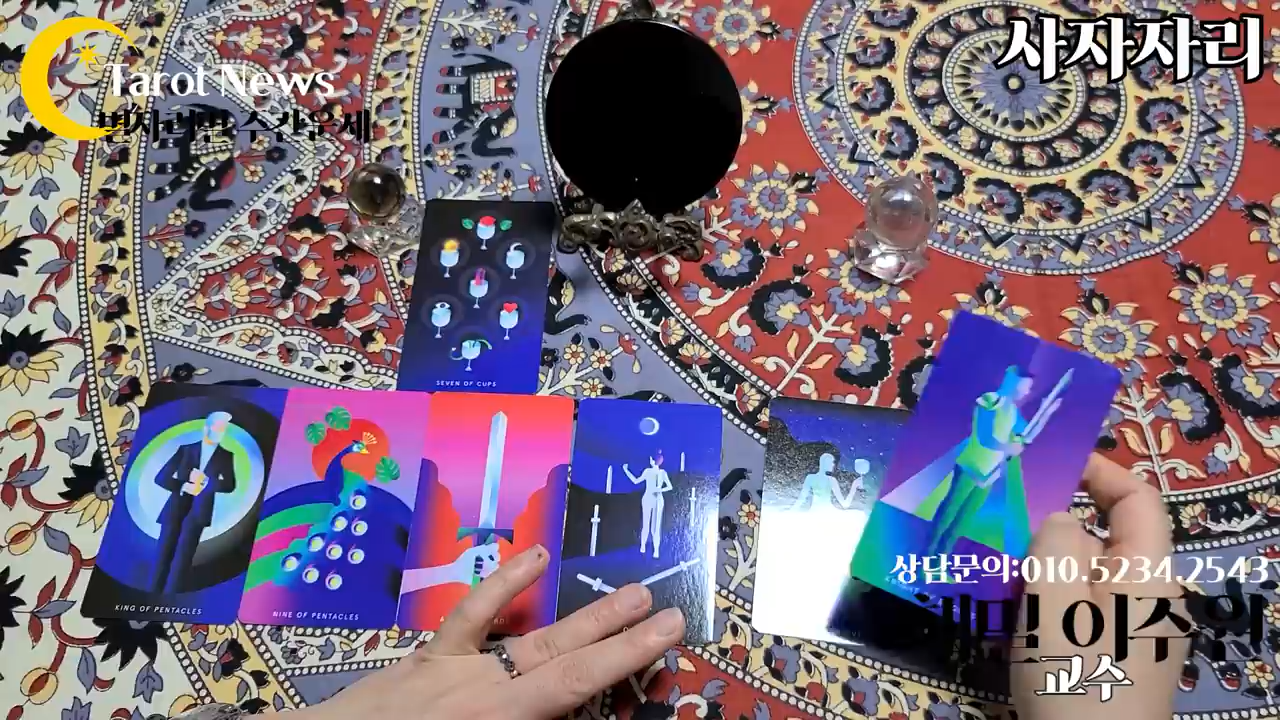 Tarot News
별자리별 주간운세
사자자리
SEVEN OF CUPS
KING OF PENTACLES
NINE OF PENTACLES
상담문의:010.5234.2543
이주원
교수